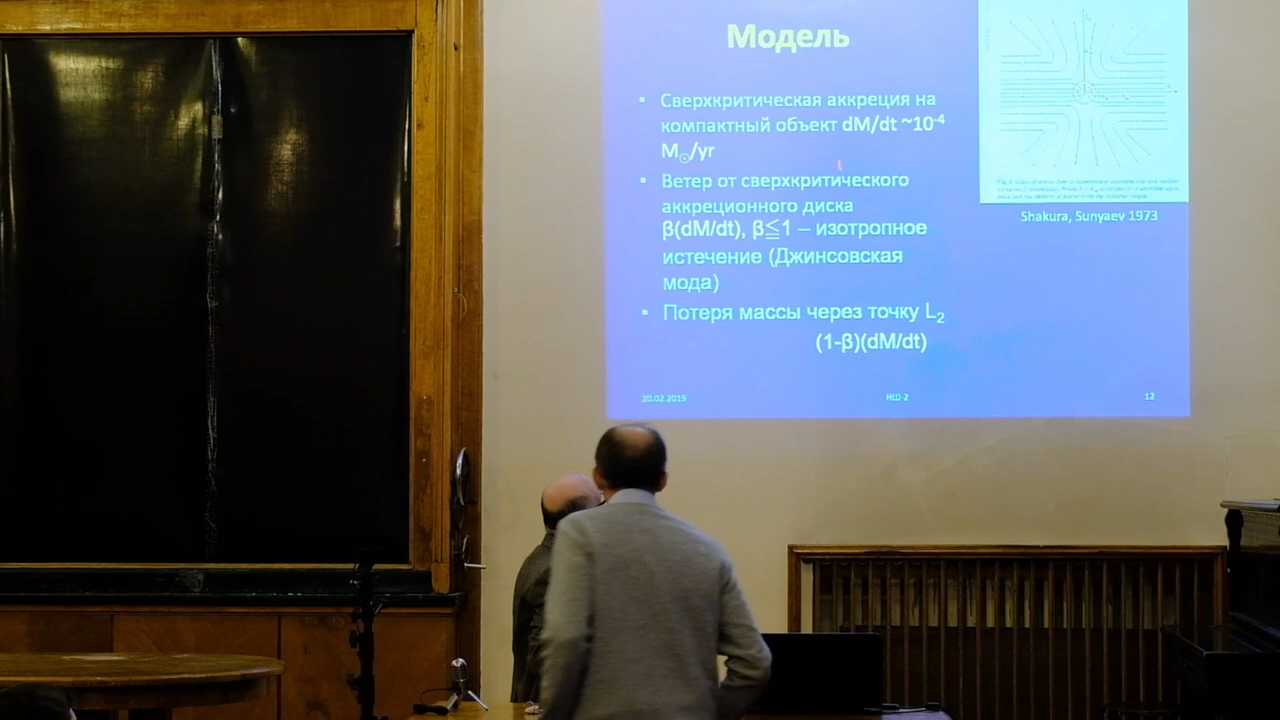 Модель
• Сверхкритическая аккреция на
компактный объект dM/dt ~10⁻⁴
M☉/yr
• Ветер от сверхкритического
аккреционного диска
β(dM/dt), β≦1 – изотропное
истечение (Джинсовская
мода)
• Потеря массы через точку L₂
(1-β)(dM/dt)
Shakura, Sunyaev 1973
20.02.2019
НШ-2
12